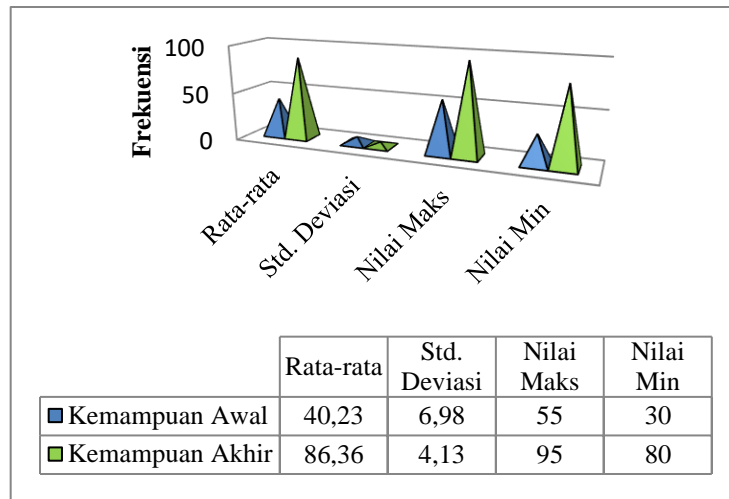 100
50
0
Frekuensi
Rata-rata
Std. Deviasi
Nilai Maks
Nilai Min
Rata-rata Std. Deviasi Nilai Maks Nilai Min
Kemampuan Awal 40,23 6,98 55 30
Kemampuan Akhir 86,36 4,13 95 80